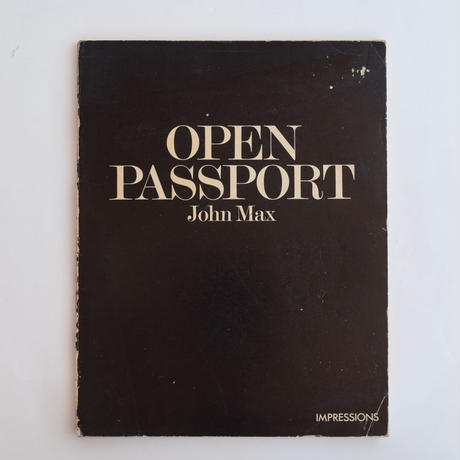 OPEN
PASSPORT
John Max
IMPRESSIONS